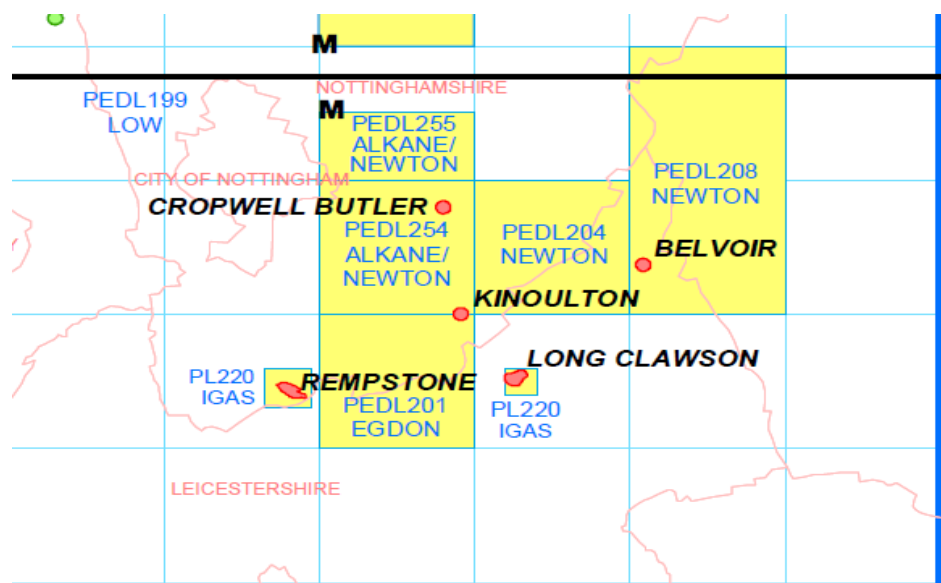 M
NOTTINGHAMSHIRE
PEDL199
LOW
M
PEDL255
ALKANE/
NEWTON
CITY OF NOTTINGHAM
PEDL208
NEWTON
CROPWELL BUTLER
PEDL254
ALKANE/
NEWTON
PEDL204
NEWTON
BELVOIR
KINOULTON
LONG CLAWSON
PL220
IGAS
REMPSTONE
PEDL201
EGDON
PL220
IGAS
LEICESTERSHIRE